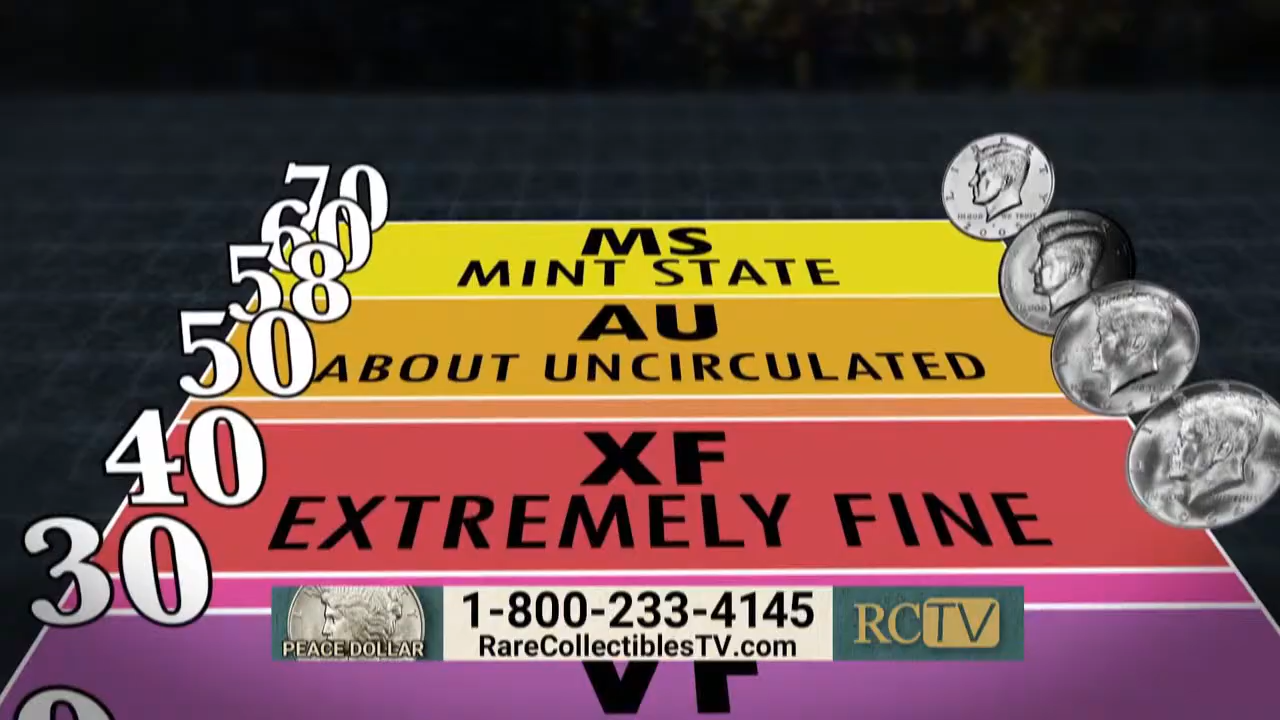 70
60
58
50
40
30
MS
MINT STATE
AU
ABOUT UNCIRCULATED
XF
EXTREMELY FINE
VF
PEACE DOLLAR
1-800-233-4145
RareCollectiblesTV.com
RCTV